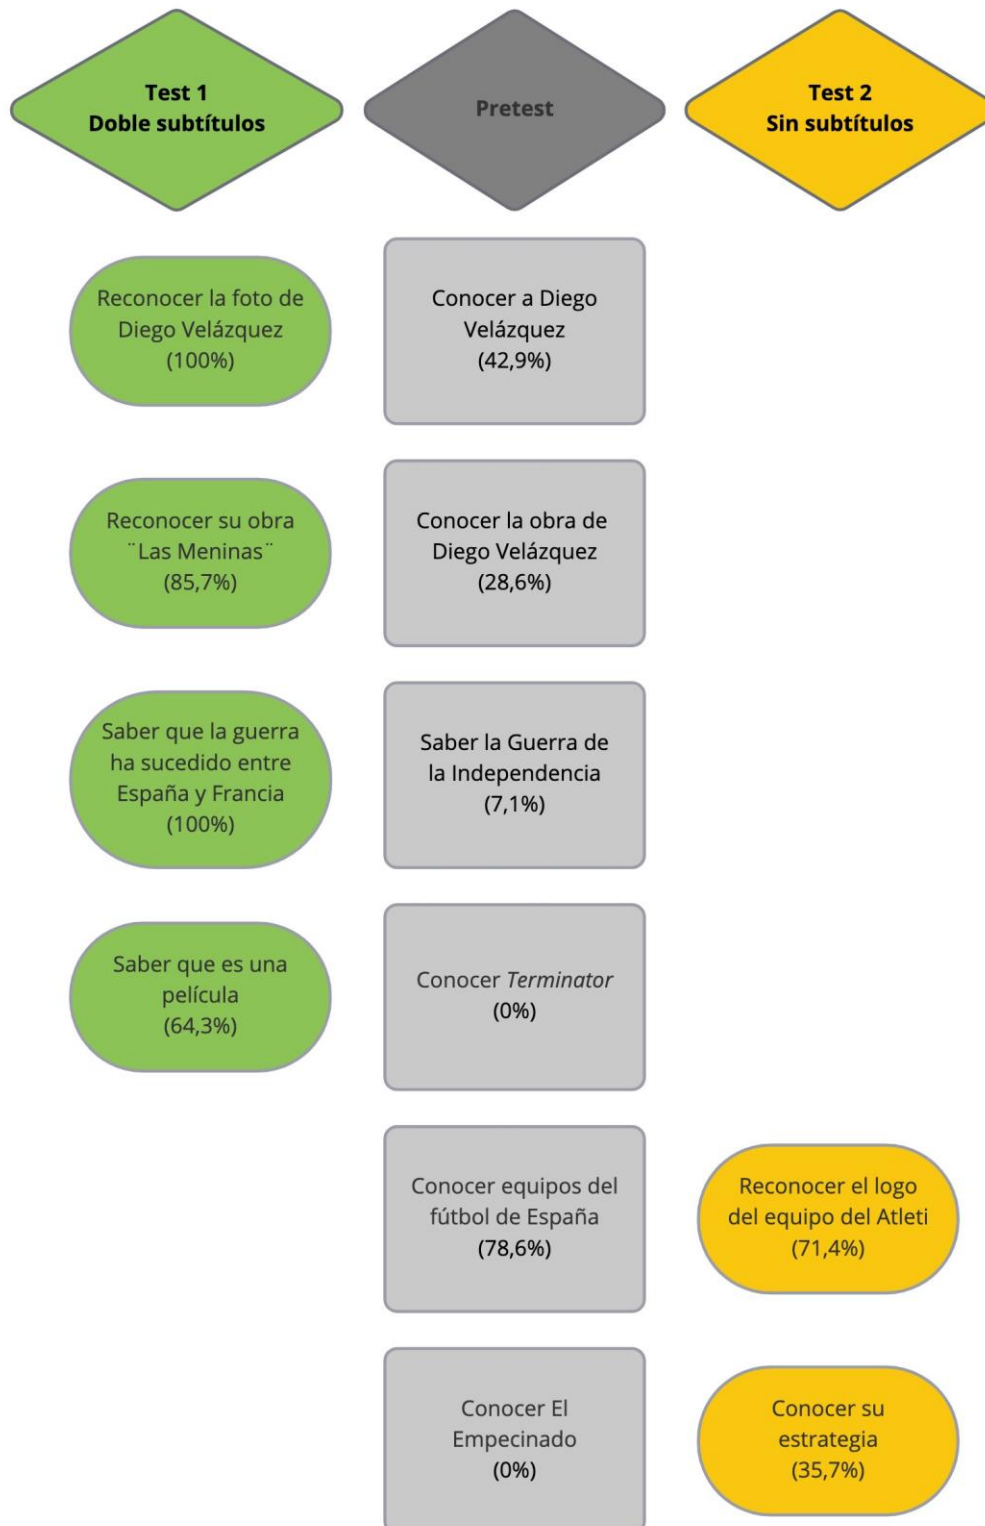 Test 1
Doble subtítulos
Pretest
Test 2
Sin subtítulos
Reconocer la foto de
Diego Velázquez
(100%)
Conocer a Diego
Velázquez
(42,9%)
Reconocer su obra
¨Las Meninas¨
(85,7%)
Conocer la obra de
Diego Velázquez
(28,6%)
Saber que la guerra
ha sucedido entre
España y Francia
(100%)
Saber la Guerra de
la Independencia
(7,1%)
Saber que es una
película
(64,3%)
Conocer Terminator
(0%)
Conocer equipos del
fútbol de España
(78,6%)
Reconocer el logo
del equipo del Atleti
(71,4%)
Conocer El
Empecinado
(0%)
Conocer su
estrategia
(35,7%)